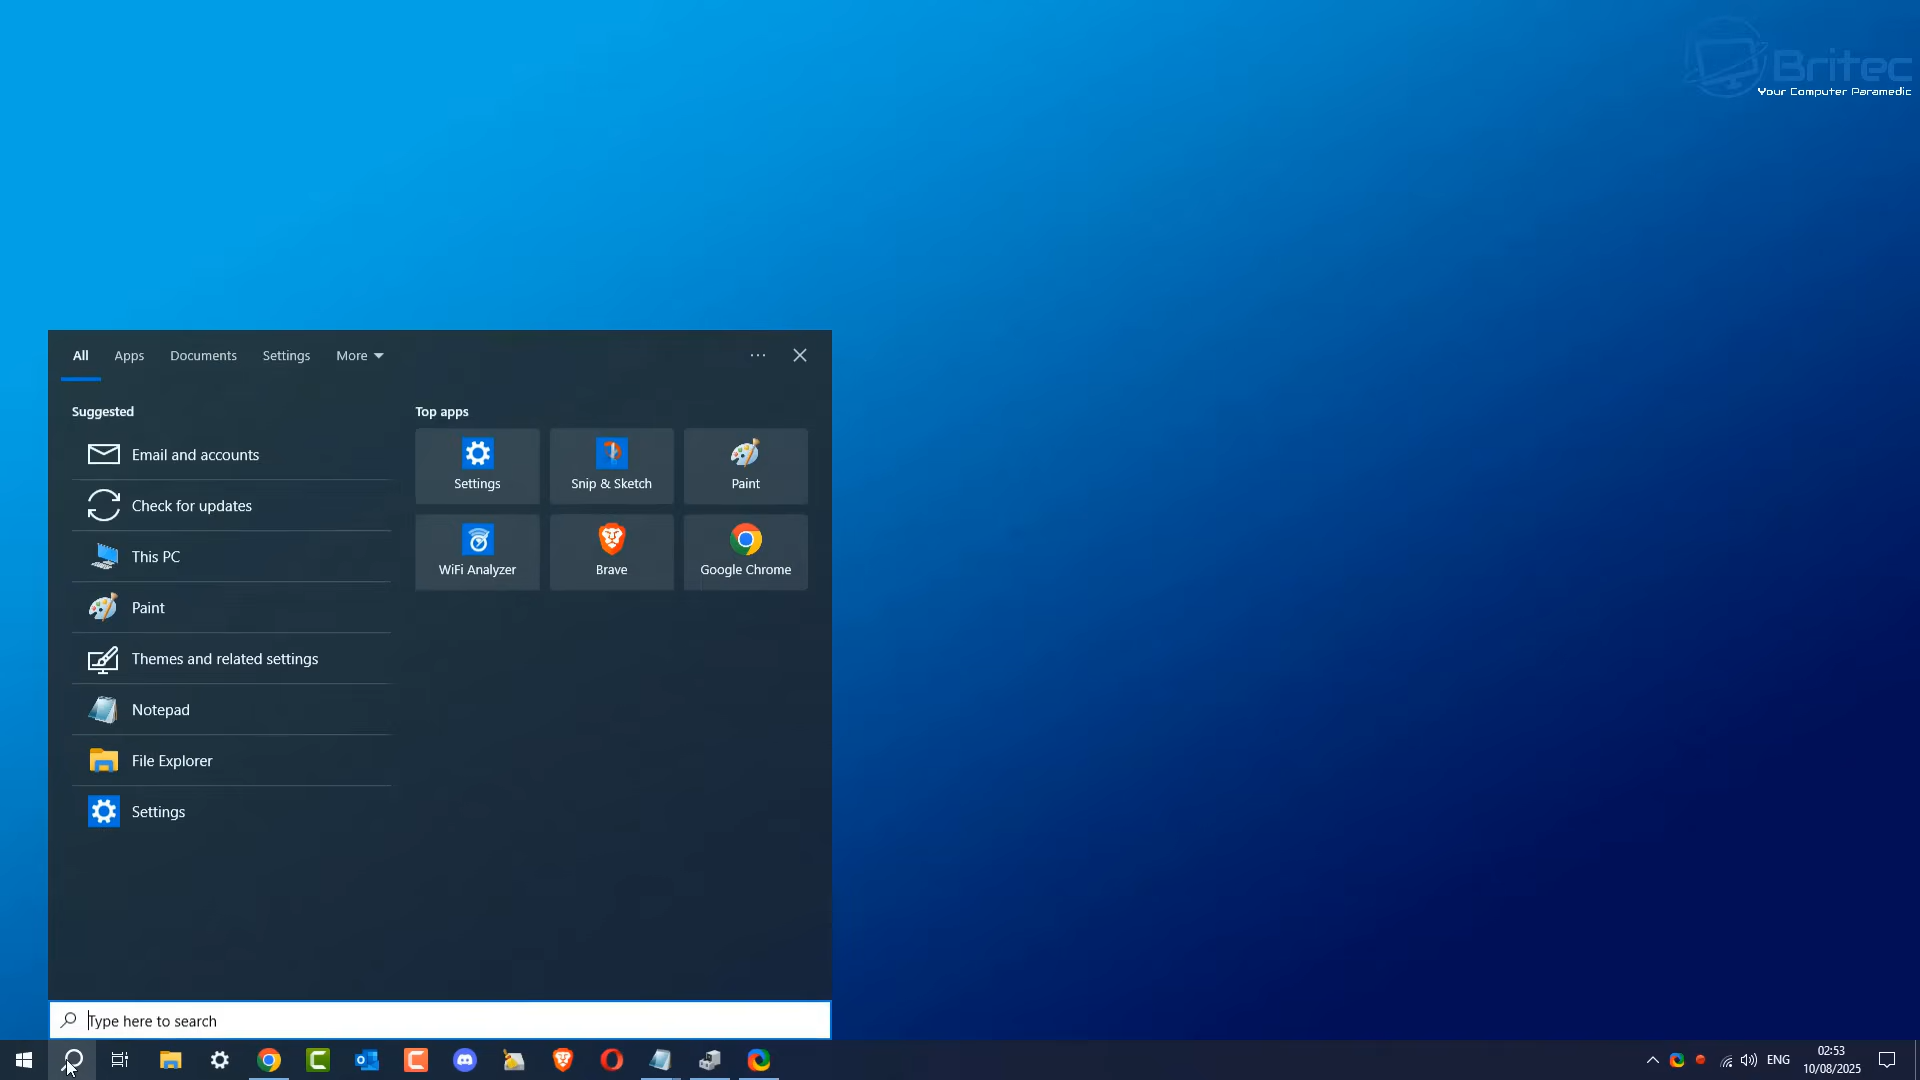 Britec
Your Computer Paramedic
All Apps Documents Settings More
Suggested
Top apps
Email and accounts
Check for updates
This PC
Paint
Themes and related settings
Notepad
File Explorer
Settings
Settings Snip & Sketch Paint
WiFi Analyzer Brave Google Chrome
Type here to search
ENG
02:53
10/08/2025